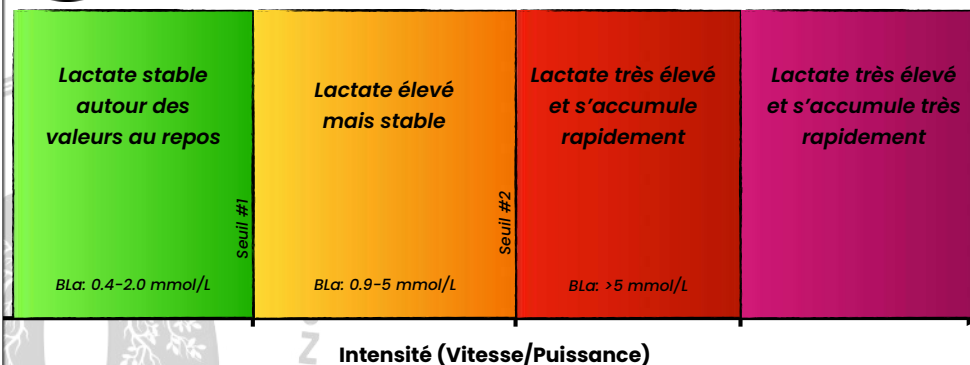 Lactate stable
autour des
valeurs au repos
Seuil #1
BLa: 0.4-2.0 mmol/L
Lactate élevé
mais stable
Seuil #2
BLa: 0.9-5 mmol/L
Lactate très élevé
et s’accumule
rapidement
BLa: >5 mmol/L
Lactate très élevé
et s’accumule très
rapidement
Intensité (Vitesse/Puissance)